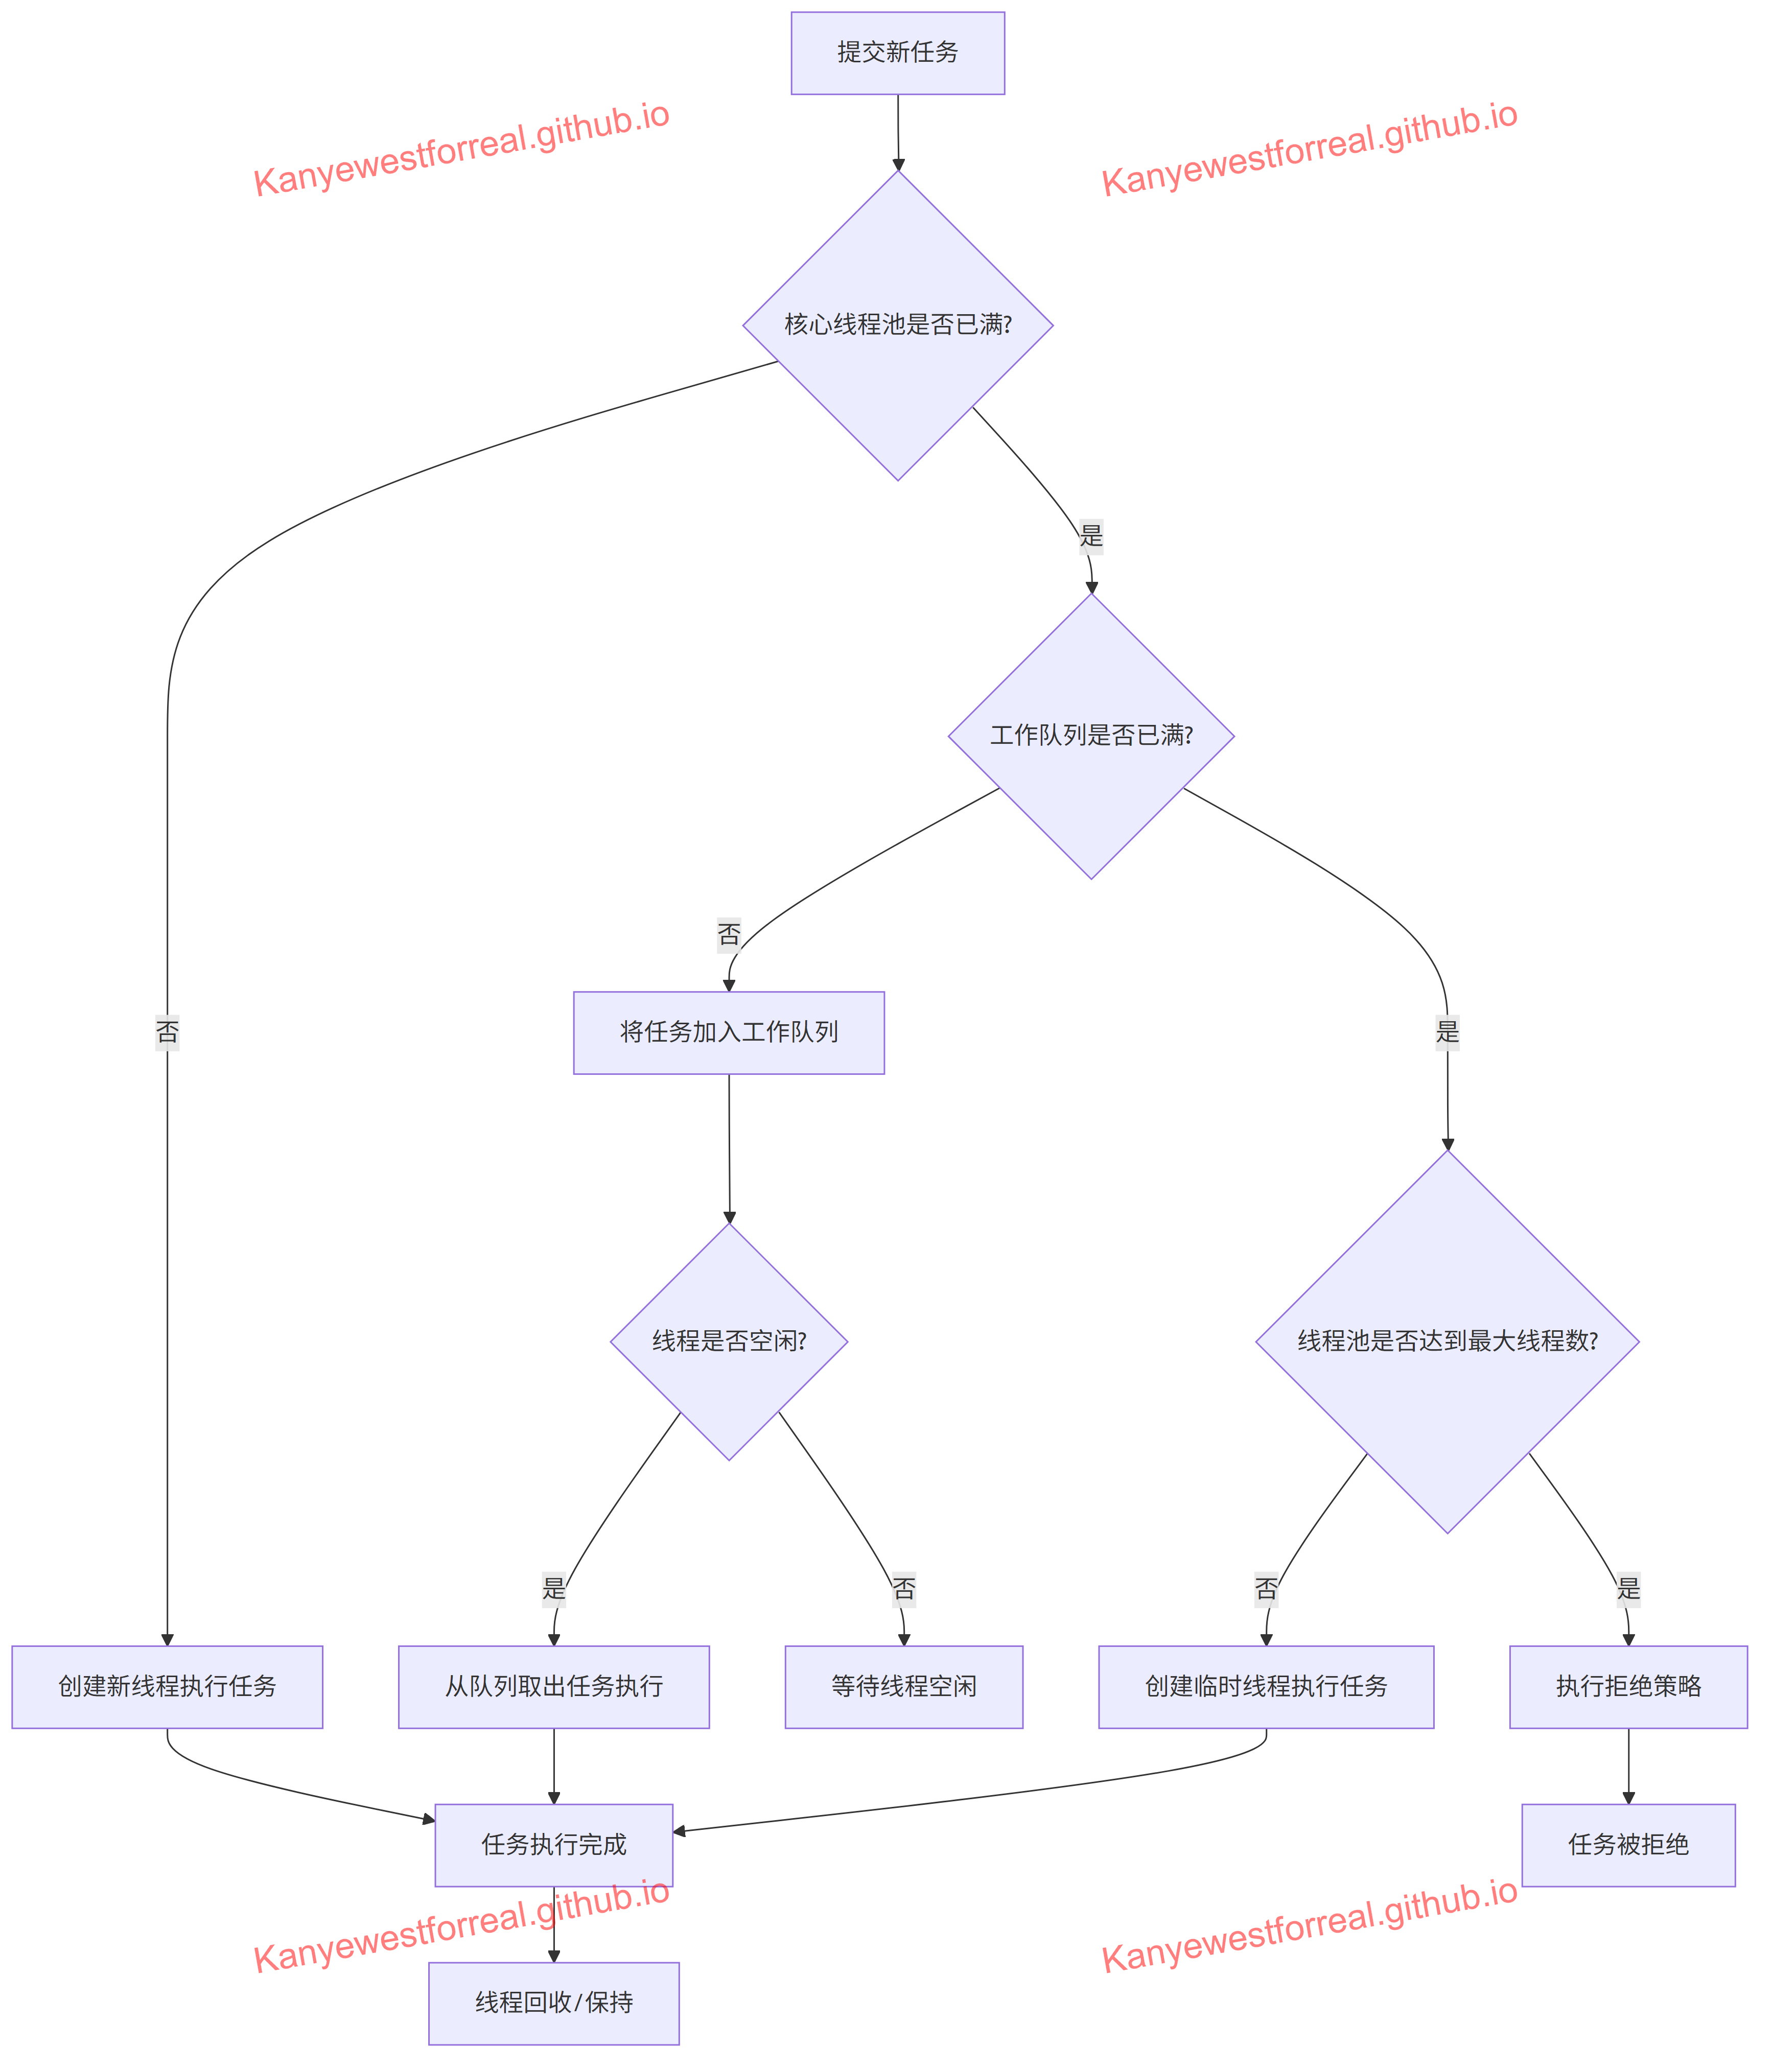 提交新任务
Kanyewestforreal.github.io
Kanyewestforreal.github.io
核心线程池是否已满?
是
工作队列是否已满?
否
将任务加入工作队列
否
是
线程是否空闲?
线程池是否达到最大线程数?
是
否
否
是
创建新线程执行任务
从队列取出任务执行
等待线程空闲
创建临时线程执行任务
执行拒绝策略
任务执行完成
任务被拒绝
Kanyewestforreal.github.io
Kanyewestforreal.github.io
线程回收/保持